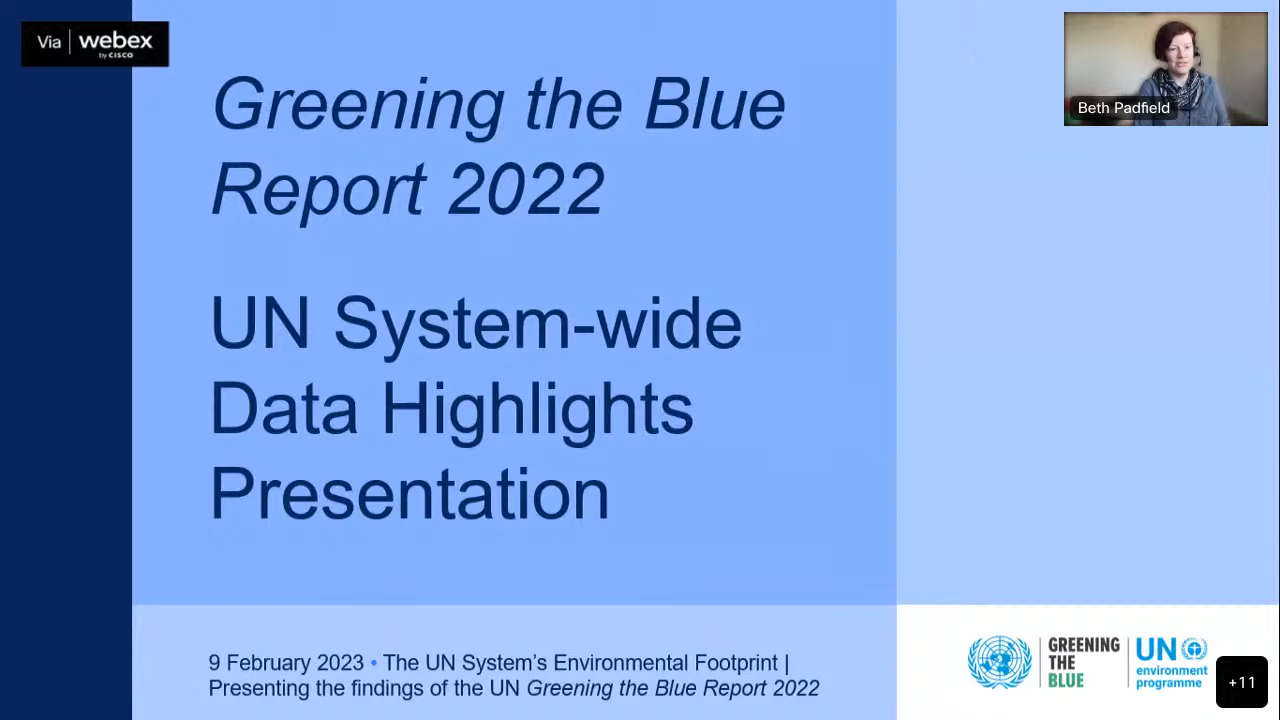 Via webex
by CISCO
Greening the Blue
Report 2022
UN System-wide
Data Highlights
Presentation
9 February 2023 • The UN System's Environmental Footprint |
Presenting the findings of the UN Greening the Blue Report 2022
Beth Padfield
GREENING
THE
BLUE
UN
environment
programme
+11